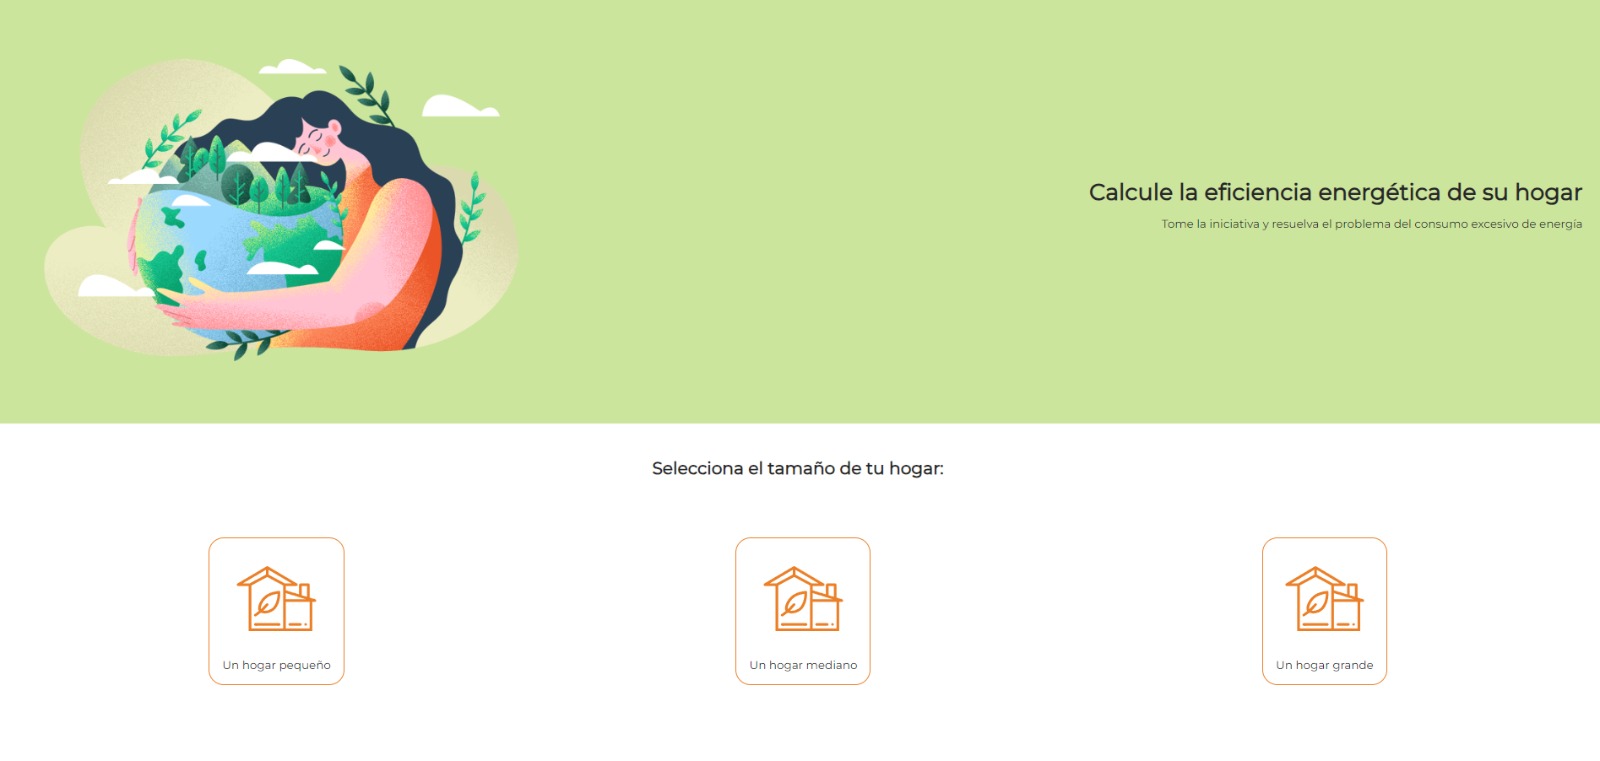 Calcule la eficiencia energética de su hogar
Tome la iniciativa y resuelva el problema del consumo excesivo de energía
Selecciona el tamaño de tu hogar:
Un hogar pequeño
Un hogar mediano
Un hogar grande